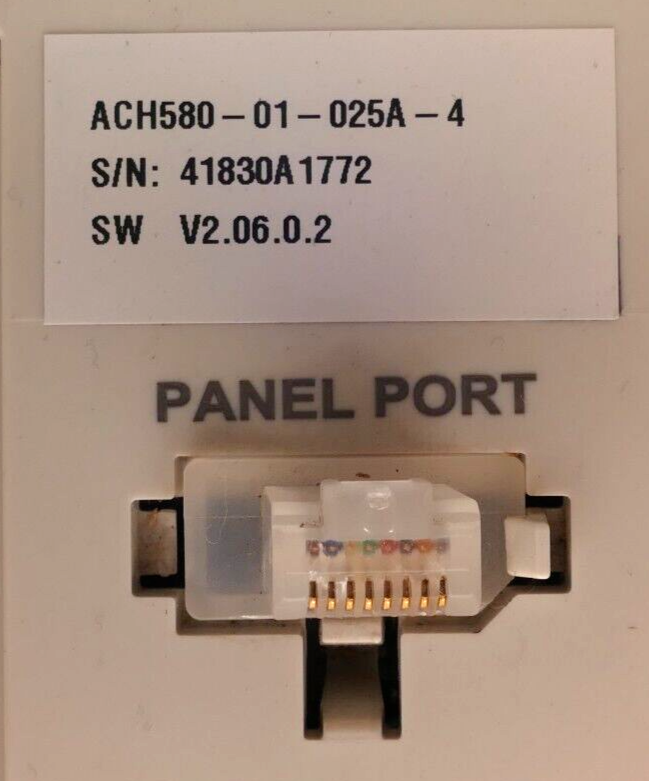 ACH580-01-025A-4
S/N: 41830A1772
SW V2.06.0.2
PANEL PORT